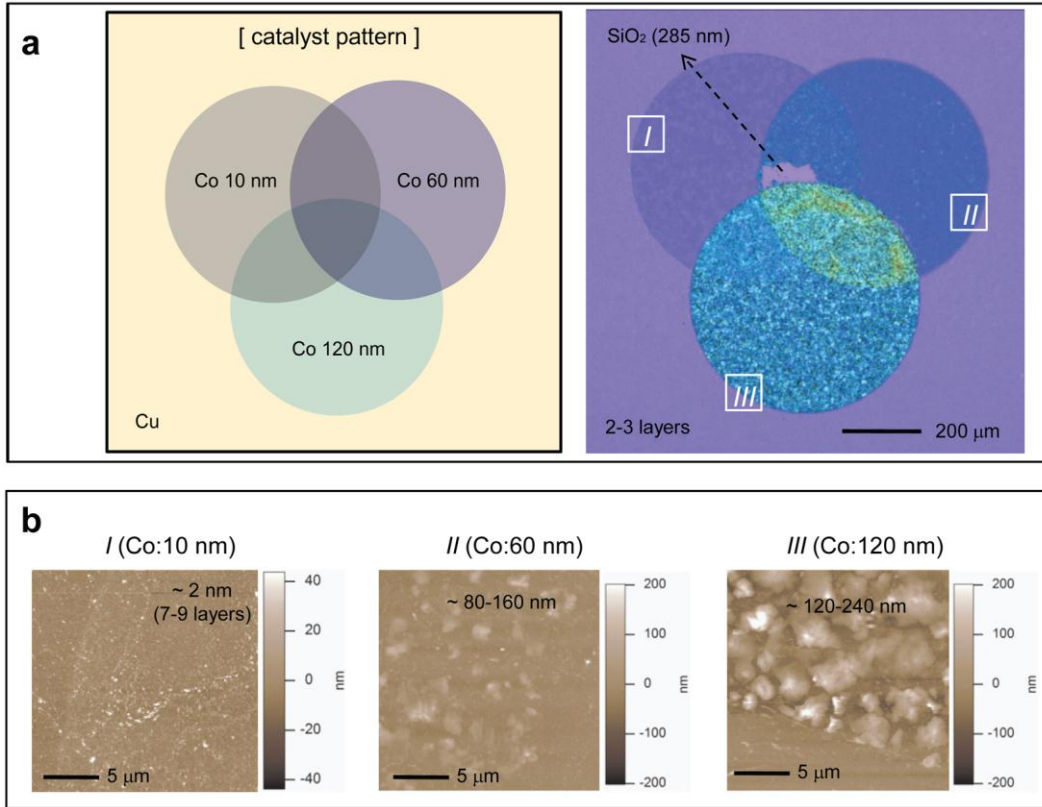 a
[ catalyst pattern ]
Co 10 nm
Co 60 nm
Co 120 nm
Cu
SiO₂ (285 nm)
I
II
III
2-3 layers
200 μm
b
I (Co:10 nm)
~ 2 nm
(7-9 layers)
40
20
0
-20
-40
nm
5 μm
II (Co:60 nm)
~ 80-160 nm
200
100
0
-100
-200
nm
5 μm
III (Co:120 nm)
~ 120-240 nm
200
100
0
-100
-200
nm
5 μm